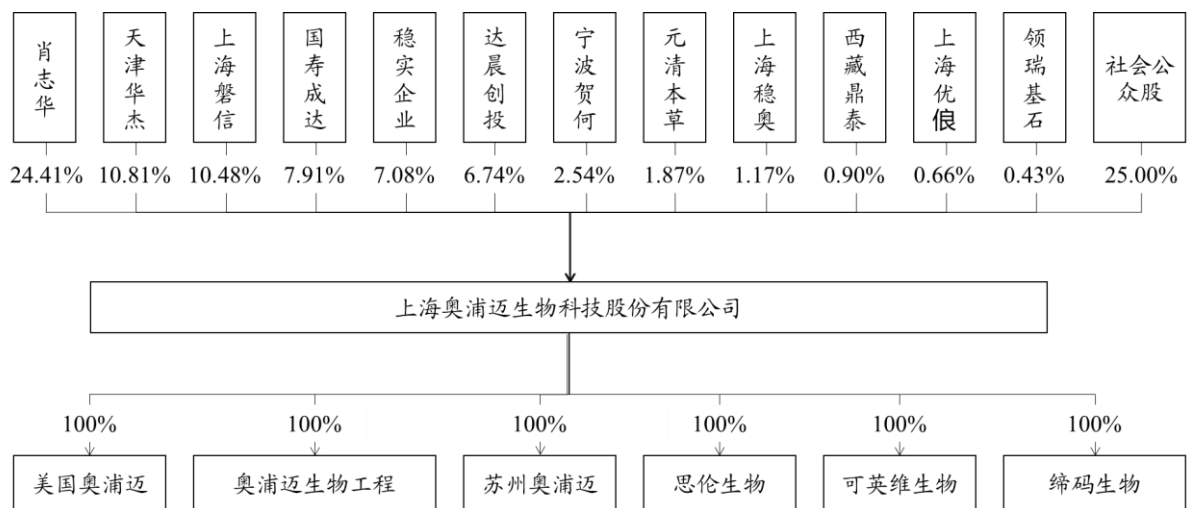 肖志华
天津华杰
上海磐信
国寿成达
稳实企业
达晨创投
宁波贺何
元清本草
上海稳奥
西藏鼎泰
上海优俍
领瑞基石
社会公
众股
24.41% 10.81% 10.48% 7.91% 7.08% 6.74% 2.54% 1.87% 1.17% 0.90% 0.66% 0.43% 25.00%
上海奥浦迈生物科技股份有限公司
100% 100% 100% 100% 100% 100%
美国奥浦迈 奥浦迈生物工程 苏州奥浦迈 思伦生物 可英维生物 缔码生物